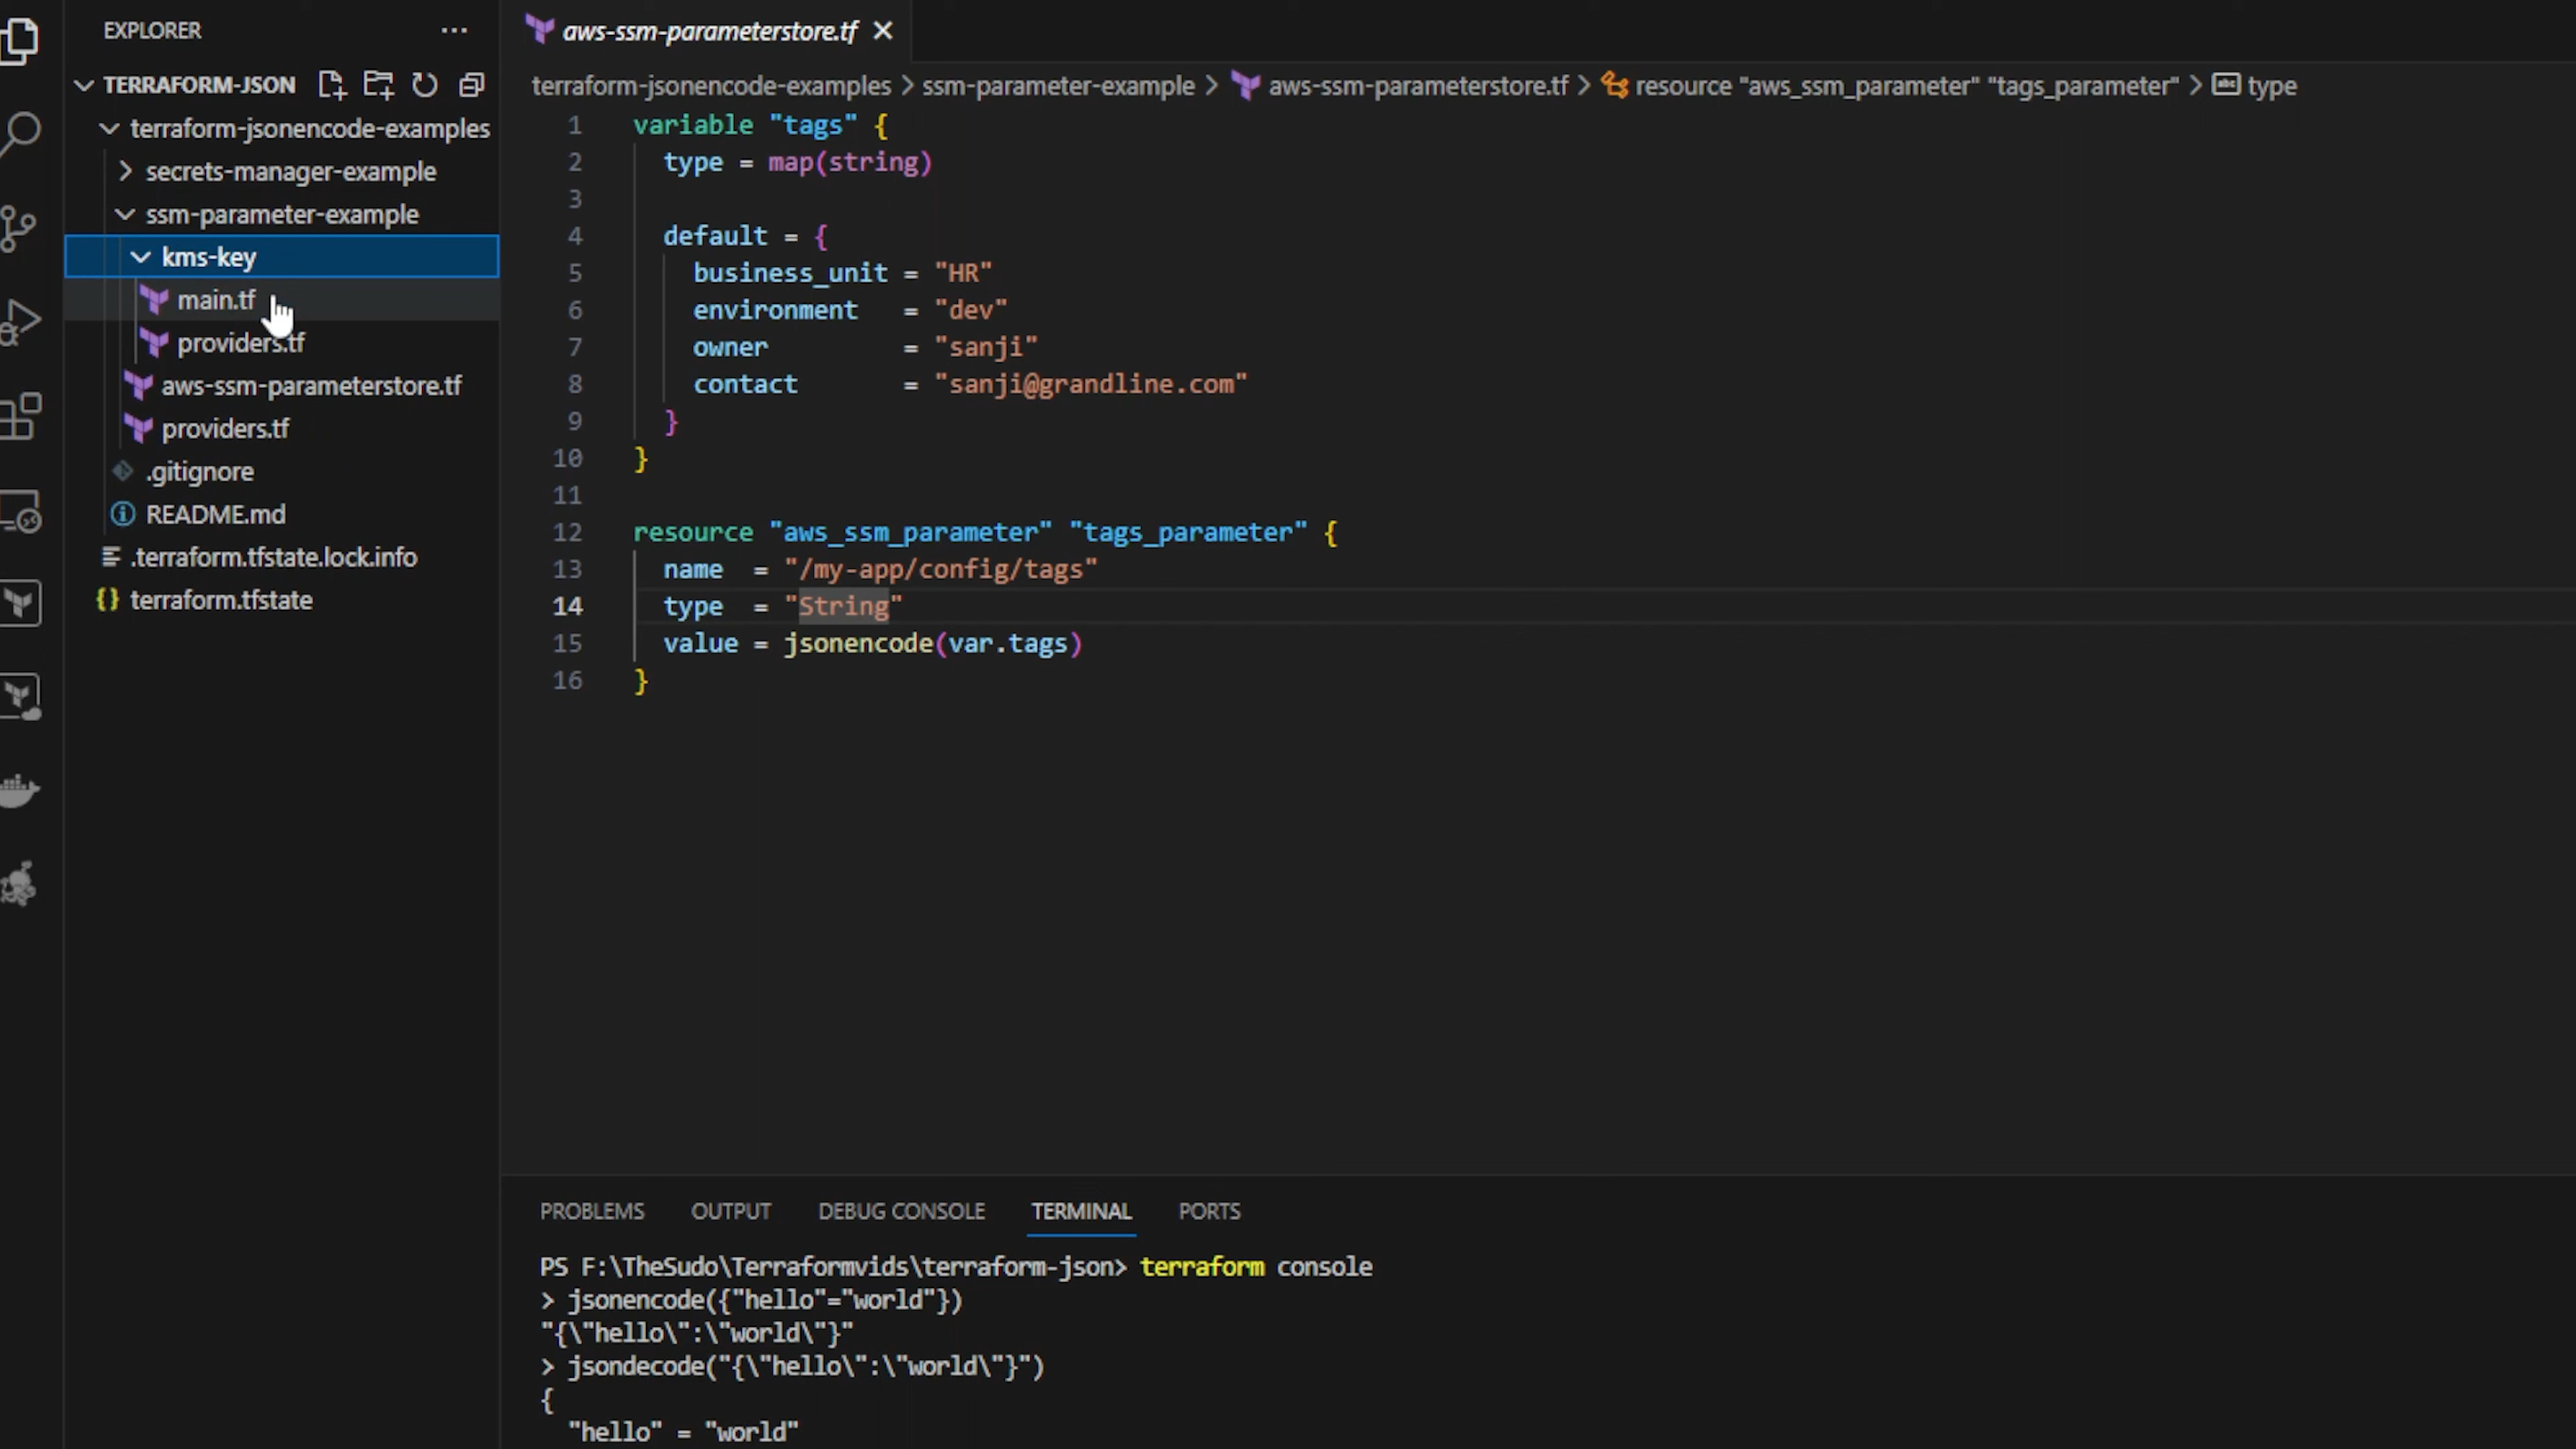 EXPLORER
TERRAFORM-JSON
terraform-jsonencode-examples
secrets-manager-example
ssm-parameter-example
kms-key
main.tf
providers.tf
aws-ssm-parameterstore.tf
providers.tf
.gitignore
README.md
.terraform.tfstate.lock.info
terraform.tfstate
aws-ssm-parameterstore.tf
terraform-jsonencode-examples > ssm-parameter-example > aws-ssm-parameterstore.tf > resource "aws_ssm_parameter" "tags_parameter" > type
1 variable "tags" {
2   type = map(string)
3
4   default = {
5     business_unit = "HR"
6     environment   = "dev"
7     owner         = "sanji"
8     contact       = "sanji@grandline.com"
9   }
10 }
11
12 resource "aws_ssm_parameter" "tags_parameter" {
13   name  = "/my-app/config/tags"
14   type  = "String"
15   value = jsonencode(var.tags)
16 }
PROBLEMS OUTPUT DEBUG CONSOLE TERMINAL PORTS
PS F:\TheSudo\Terraformvids\terraform-json> terraform console
> jsonencode({"hello"="world"})
"{\"hello\":\"world\"}"
> jsondecode("{\"hello\":\"world\"}")
{
  "hello" = "world"